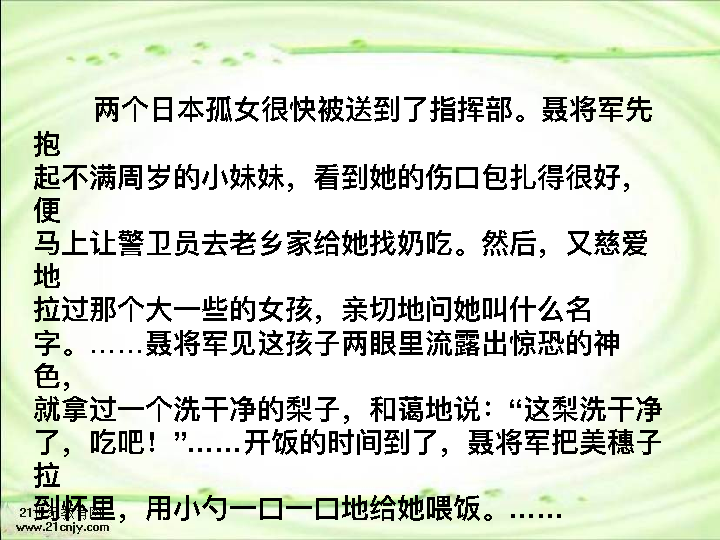 两个日本孤女很快被送到了指挥部。聂将军先
抱
起不满周岁的小妹妹，看到她的伤口包扎得很好，
便
马上让警卫员去老乡家给她找奶吃。然后，又慈爱
地
拉过那个大一些的女孩，亲切地问她叫什么名
字。……聂将军见这孩子两眼里流露出惊恐的神
色，
就拿过一个洗干净的梨子，和蔼地说：“这梨洗干净
了，吃吧！”……开饭的时间到了，聂将军把美穗子
拉
到怀里，用小勺一口一口地给她喂饭。……
21世纪教育网
www.21cnjy.com